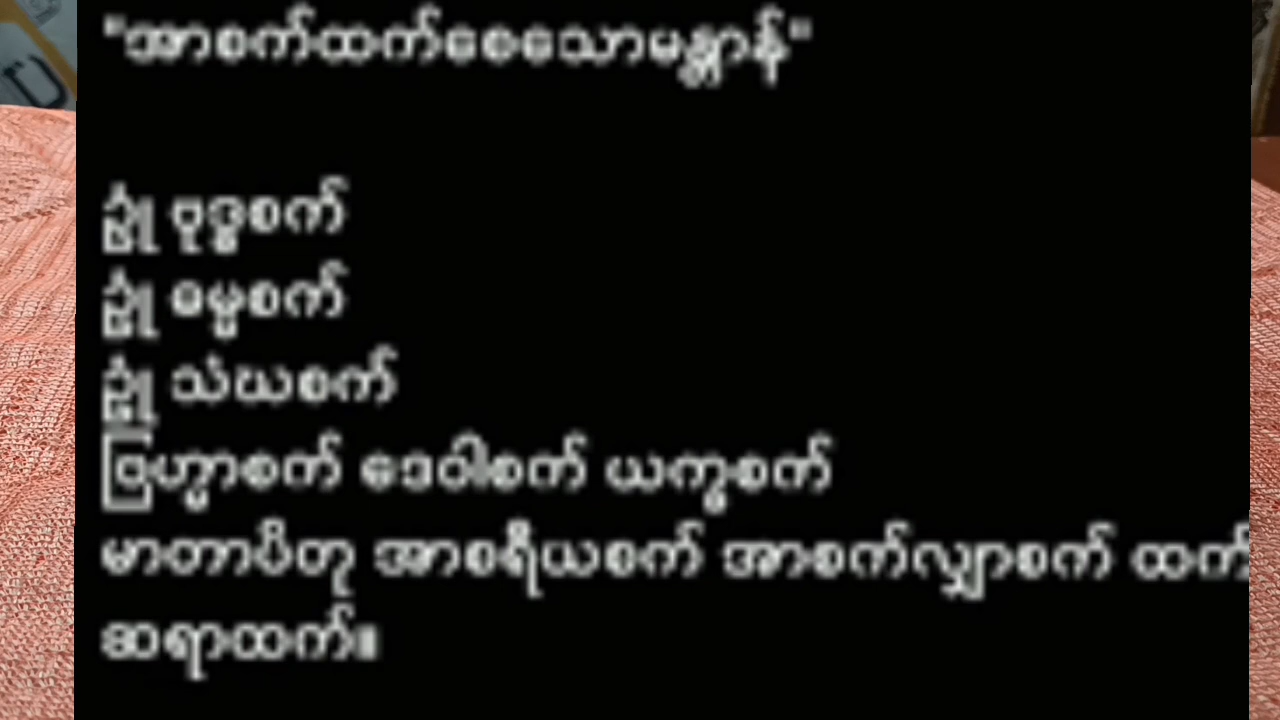 "အာစက်ထက်စေသောမန္တာန်"
ဥုံ ဗုဒ္ဓစက်
ဥုံ ဓမ္မစက်
ဥုံ သံဃစက်
ဗြဟ္မာစက် ဒေဝါစက် ယက္ခစက်
မာတာပိတု အာစရိယစက် အာစက်လျှာစက် ထက်
ဆရာထက်။